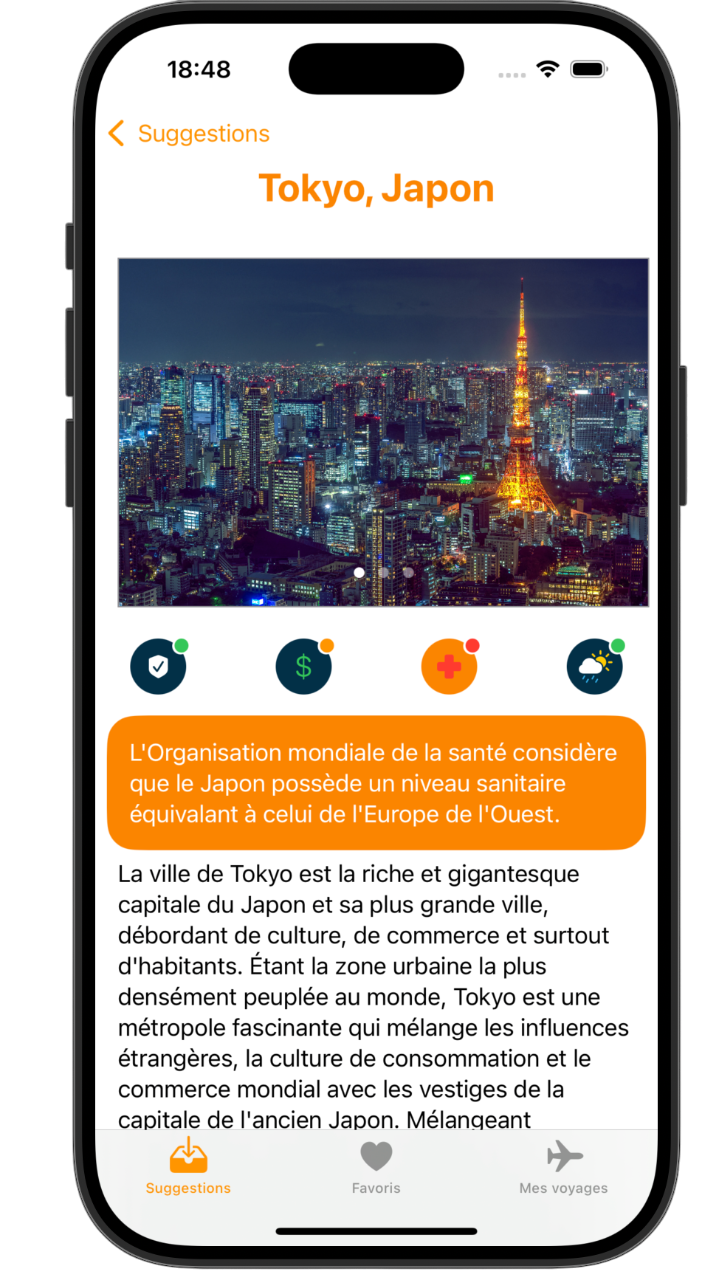 18:48
Suggestions
Tokyo, Japon
$
L'Organisation mondiale de la santé considère
que le Japon possède un niveau sanitaire
équivalant à celui de l'Europe de l'Ouest.
La ville de Tokyo est la riche et gigantesque
capitale du Japon et sa plus grande ville,
débordant de culture, de commerce et surtout
d'habitants. Étant la zone urbaine la plus
densément peuplée au monde, Tokyo est une
métropole fascinante qui mélange les influences
étrangères, la culture de consommation et le
commerce mondial avec les vestiges de la
capitale de l'ancien Japon. Mélangeant
Suggestions
Favoris
Mes voyages